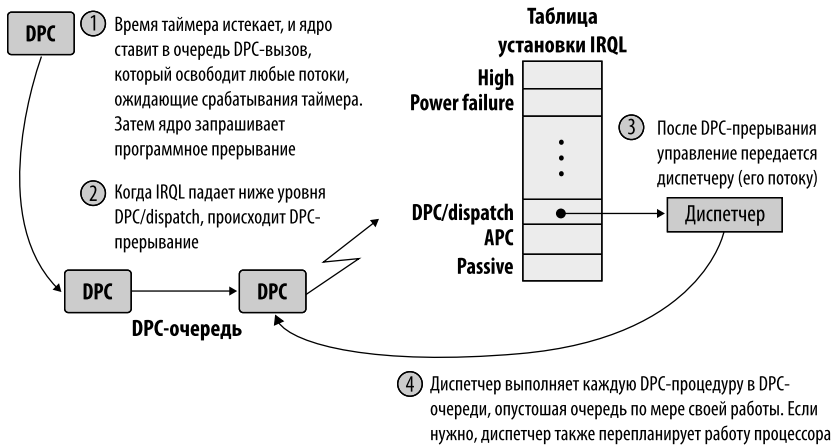 DPC
1
Время таймера истекает, и ядро
ставит в очередь DPC-вызов,
который освободит любые потоки,
ожидающие срабатывания таймера.
Затем ядро запрашивает
программное прерывание
2
Когда IRQL падает ниже уровня
DPC/dispatch, происходит DPC-
прерывание
DPC
DPC
DPC-очередь
Таблица
установки IRQL
High
Power failure
DPC/dispatch
APC
Passive
3
После DPC-прерывания
управление передается
диспетчеру (его потоку)
Диспетчер
4
Диспетчер выполняет каждую DPC-процедуру в DPC-
очереди, опустошая очередь по мере своей работы. Если
нужно, диспетчер также перепланирует работу процессора